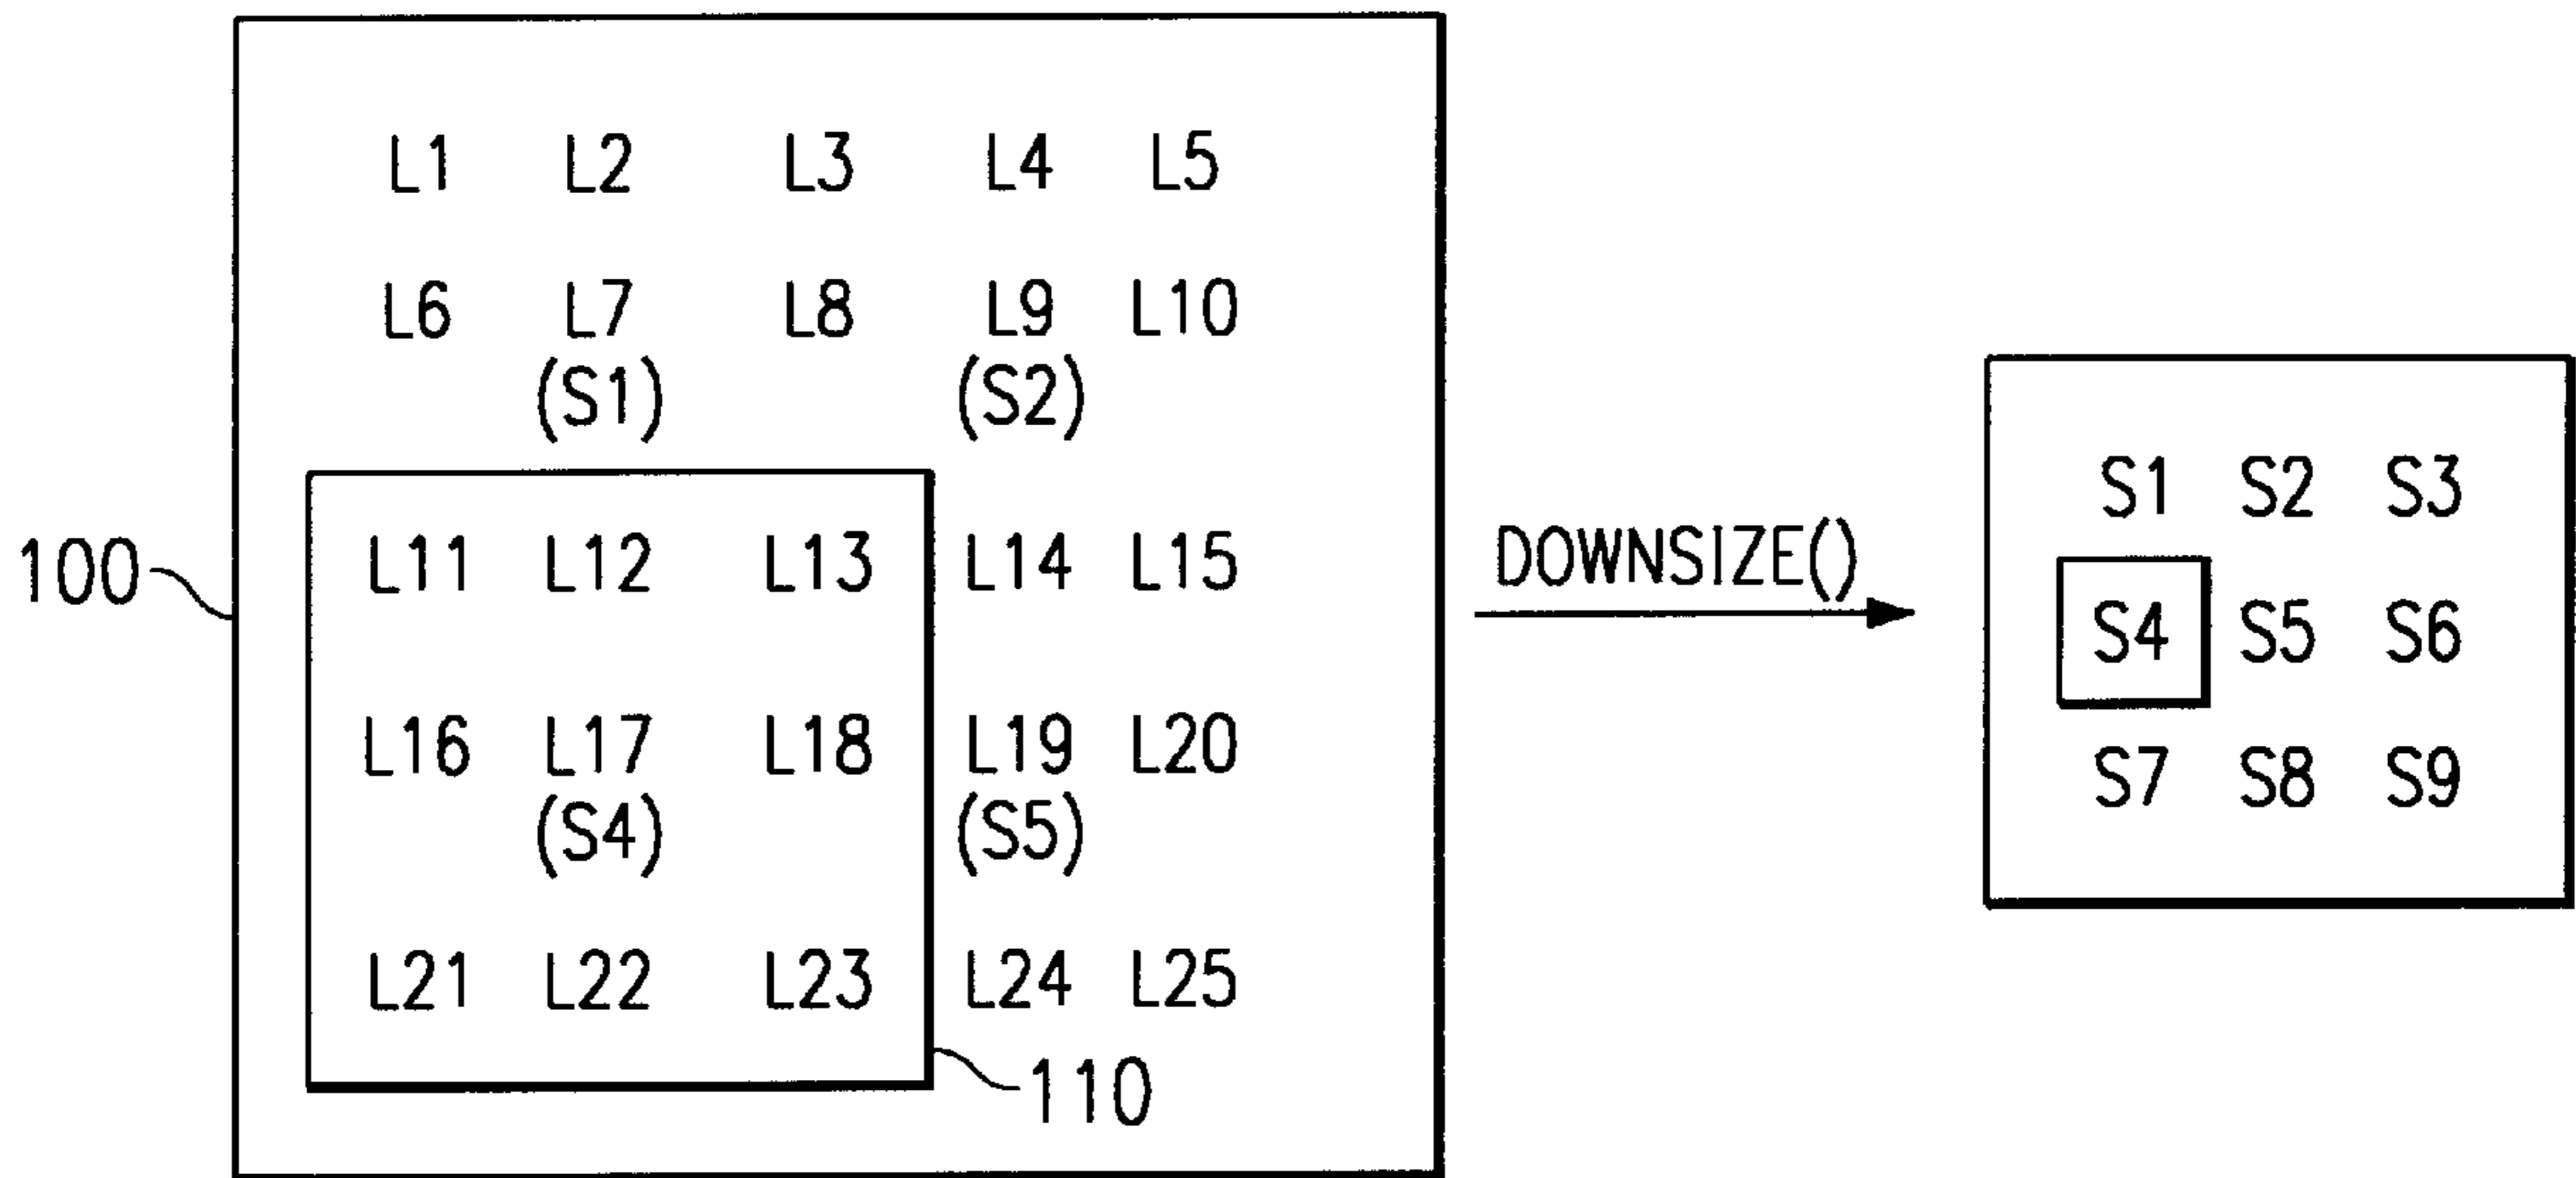 L1 L2 L3 L4 L5
L6 L7 L8 L9 L10
(S1) (S2)
100
L11 L12 L13 L14 L15
L16 L17 L18 L19 L20
(S4) (S5)
L21 L22 L23 L24 L25
110
DOWNSIZE()
S1 S2 S3
S4 S5 S6
S7 S8 S9